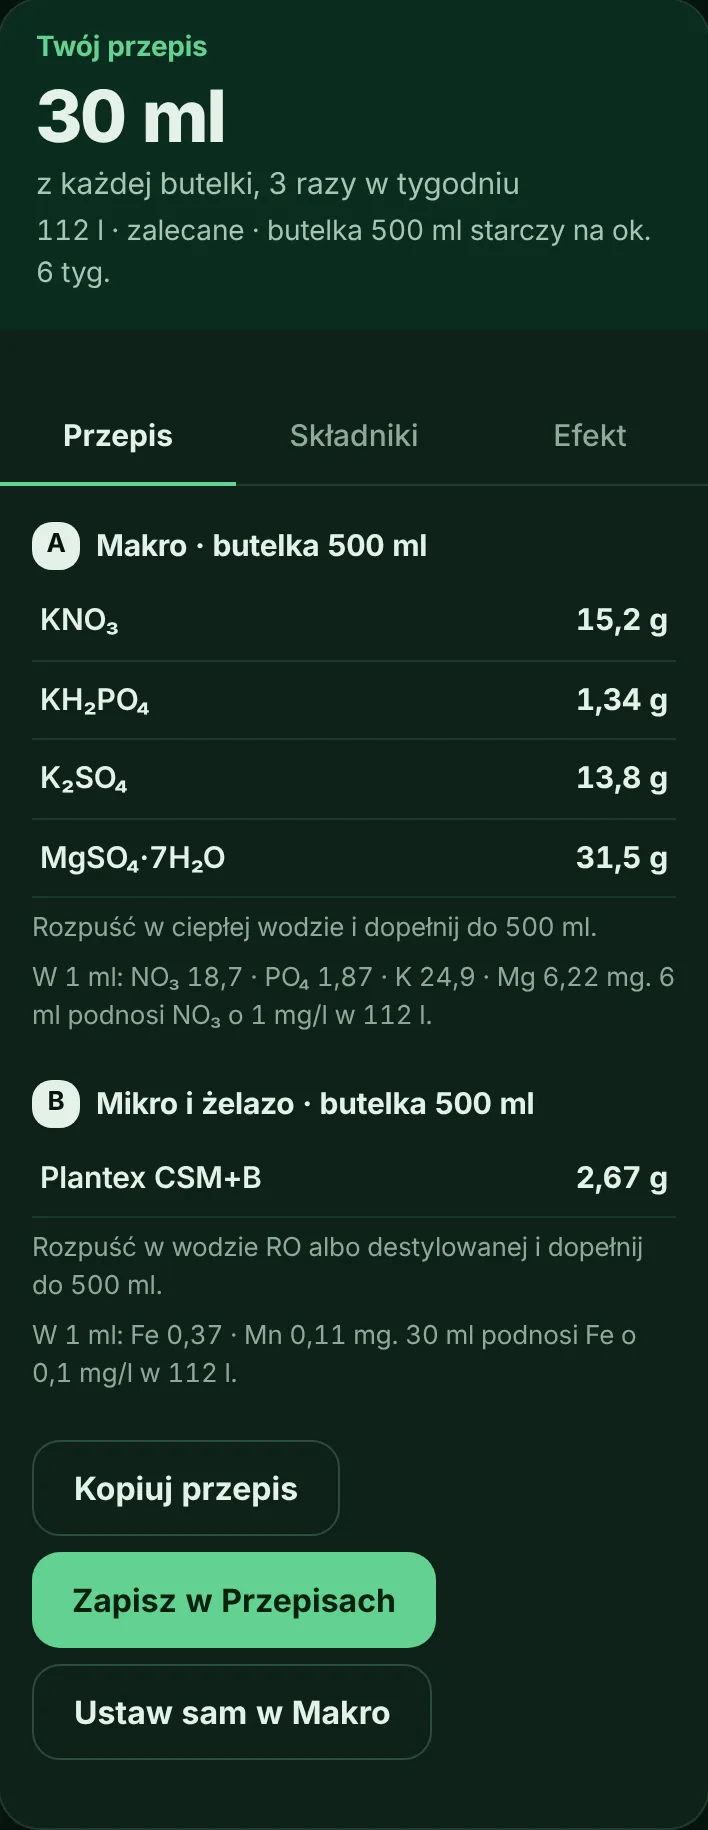 Twój przepis
30 ml
z każdej butelki, 3 razy w tygodniu
112 l · zalecane · butelka 500 ml starczy na ok.
6 tyg.
Przepis Składniki Efekt
A Makro · butelka 500 ml
KNO₃ 15,2 g
KH₂PO₄ 1,34 g
K₂SO₄ 13,8 g
MgSO₄·7H₂O 31,5 g
Rozpuść w ciepłej wodzie i dopełnij do 500 ml.
W 1 ml: NO₃ 18,7 · PO₄ 1,87 · K 24,9 · Mg 6,22 mg. 6
ml podnosi NO₃ o 1 mg/l w 112 l.
B Mikro i żelazo · butelka 500 ml
Plantex CSM+B 2,67 g
Rozpuść w wodzie RO albo destylowanej i dopełnij
do 500 ml.
W 1 ml: Fe 0,37 · Mn 0,11 mg. 30 ml podnosi Fe o
0,1 mg/l w 112 l.
Kopiuj przepis
Zapisz w Przepisach
Ustaw sam w Makro